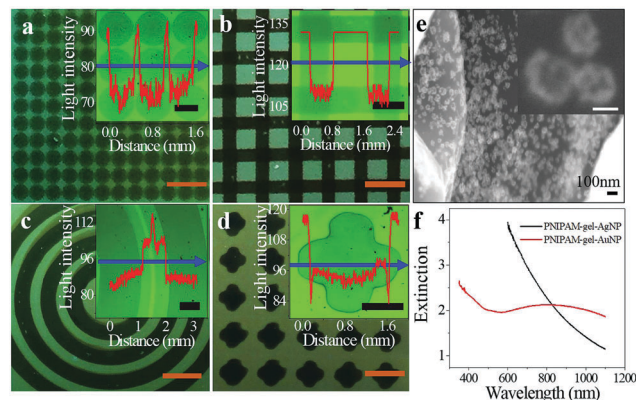 a
Light intensity
90
80
70
0.0 0.8 1.6
Distance (mm)
b
Light intensity
135
120
105
0.0 0.8 1.6 2.4
Distance (mm)
e
100nm
c
Light intensity
112
96
80
0 1 2 3
Distance (mm)
d
Light intensity
120
108
96
84
0.0 0.8 1.6
Distance (mm)
f
Extinction
4
3
2
1
PNIPAM-gel-AgNP
PNIPAM-gel-AuNP
400 600 800 1000
Wavelength (nm)